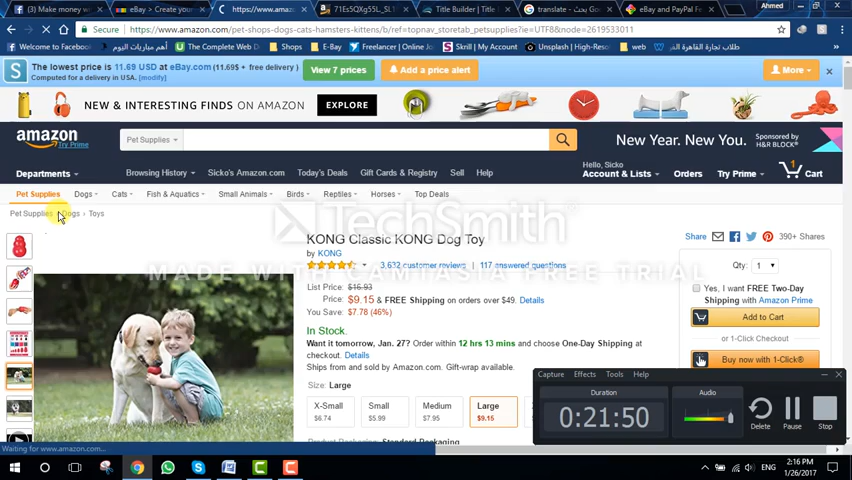 (3) Make money w
eBay > Create your
https://www.amazon
71E5QXg55L._SL1
Title Builder | Title
translate - بحث Goo
eBay and PayPal F
Ahmed
Secure https://www.amazon.com/pet-shops-dogs-cats-hamsters-kittens/b/ref=topnav_storetab_petsupplies?ie=UTF8&node=2619533011
Welcome to Facebook
أهم مباريات اليوم
The Complete Web D
Shops
E-Bay
Freelancer | Online Jo
Skrill | My Account
web
محاضرات تجارة القاهرة
The lowest price is 11.69 USD at eBay.com (11.69$ + free delivery )
Computed for a delivery in USA. [modify]
View 7 prices
Add a price alert
More
NEW & INTERESTING FINDS ON AMAZON
EXPLORE
amazon
Try Prime
Pet Supplies
New Year. New You.
Sponsored by
H&R BLOCK
Departments
Browsing History
Sicko's Amazon.com
Today's Deals
Gift Cards & Registry
Sell
Help
Hello, Sicko
Account & Lists
Orders
Try Prime
1
Cart
Pet Supplies
Dogs
Cats
Fish & Aquatics
Small Animals
Birds
Reptiles
Horses
Top Deals
Pet Supplies › Dogs › Toys
TechSmith
MADE WITH CAMTASIA FREE TRIAL
KONG Classic KONG Dog Toy
by KONG
3,632 customer reviews | 117 answered questions
List Price: $16.93
Price: $9.15 & FREE Shipping on orders over $49. Details
You Save: $7.78 (46%)
In Stock.
Want it tomorrow, Jan. 27? Order within 12 hrs 13 mins and choose One-Day Shipping at
checkout. Details
Ships from and sold by Amazon.com. Gift-wrap available.
Size: Large
X-Small
$6.74
Small
$5.99
Medium
$7.95
Large
$9.15
Product Packaging: Standard Packaging
Share
390+ Shares
Qty: 1
Yes, I want FREE Two-Day
Shipping with Amazon Prime
Add to Cart
or 1-Click Checkout
Buy now with 1-Click®
Capture
Effects
Tools
Help
Duration
0:21:50
Audio
Delete
Pause
Stop
Waiting for www.amazon.com...
ENG
2:16 PM
1/26/2017